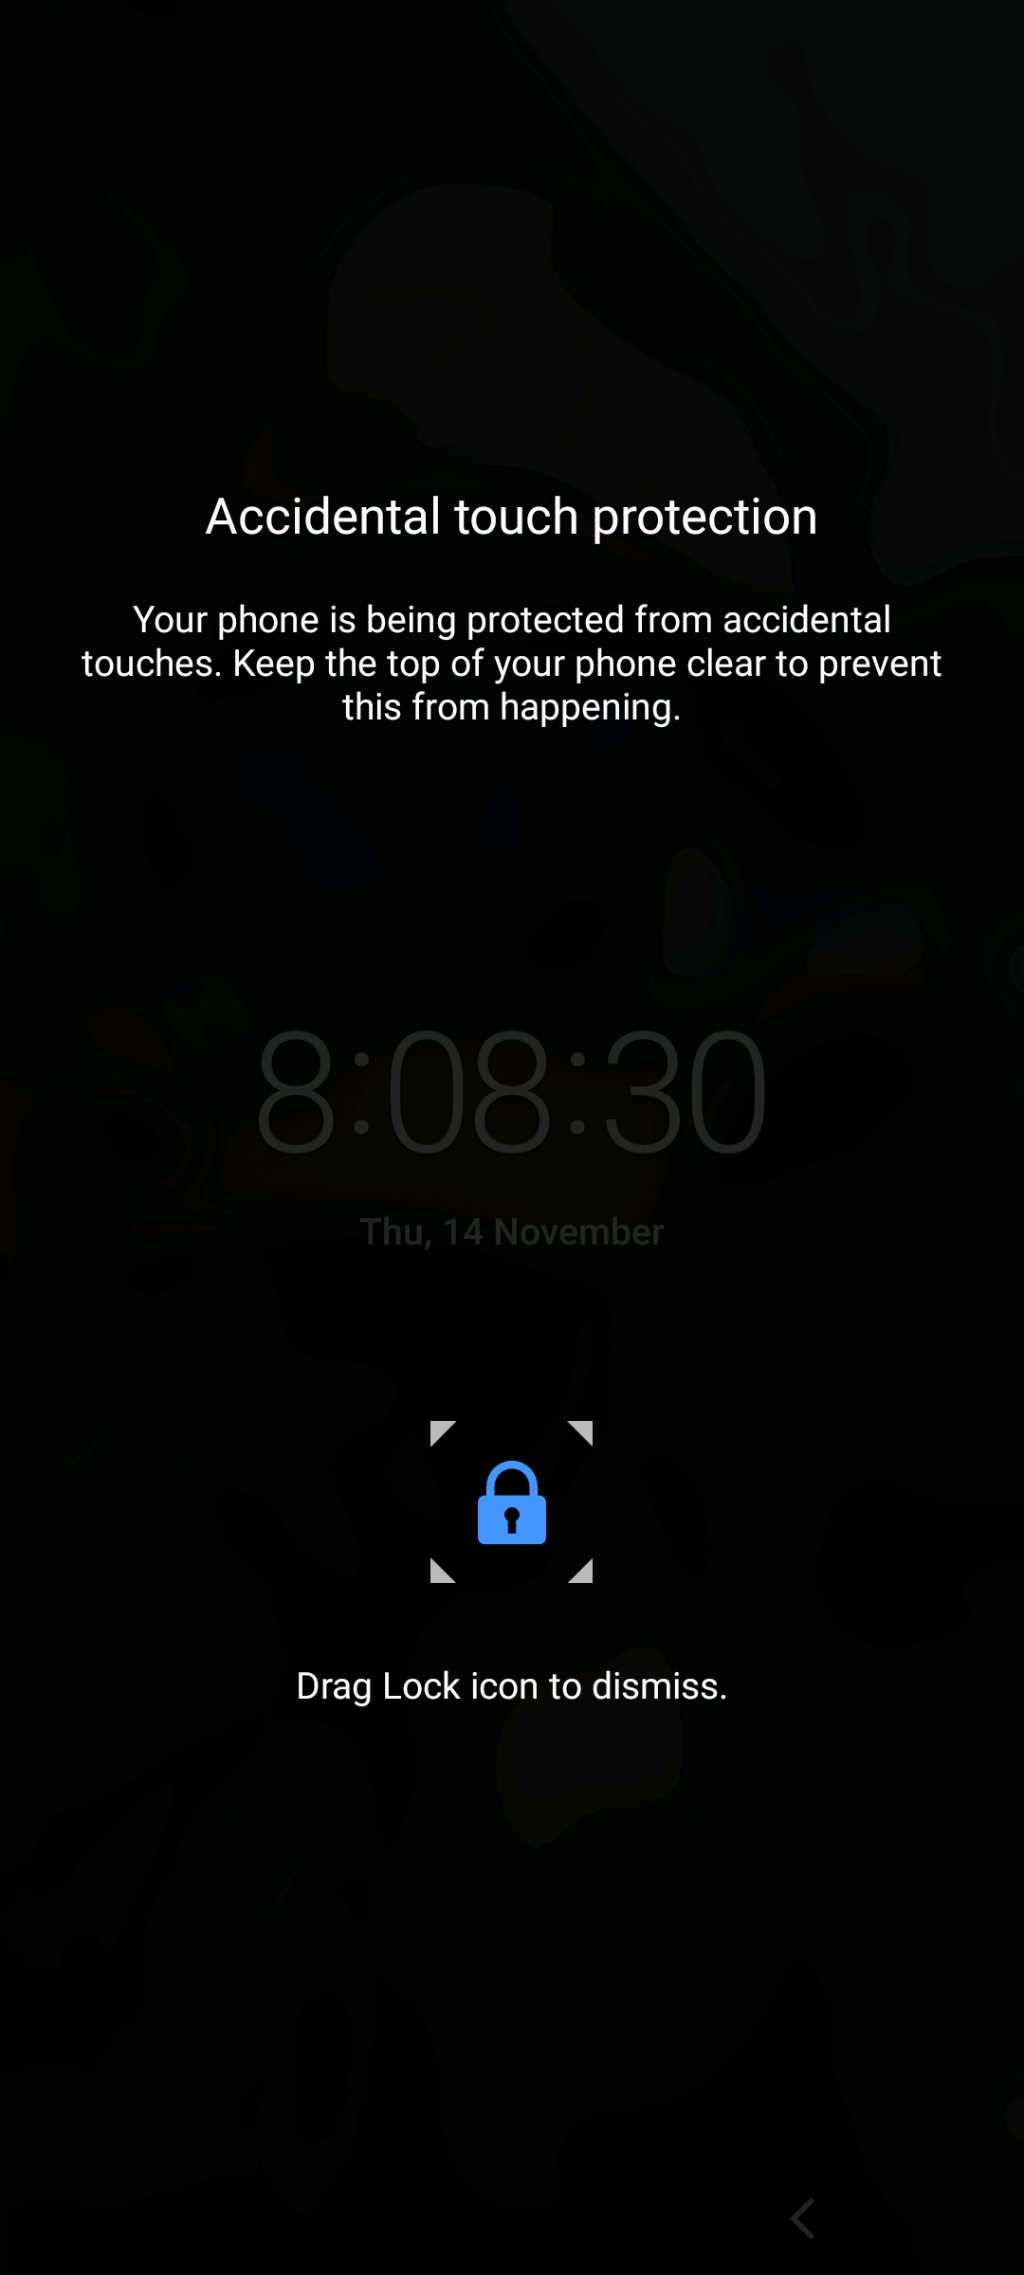 Accidental touch protection
Your phone is being protected from accidental
touches. Keep the top of your phone clear to prevent
this from happening.
8:08:30
Thu, 14 November
Drag Lock icon to dismiss.